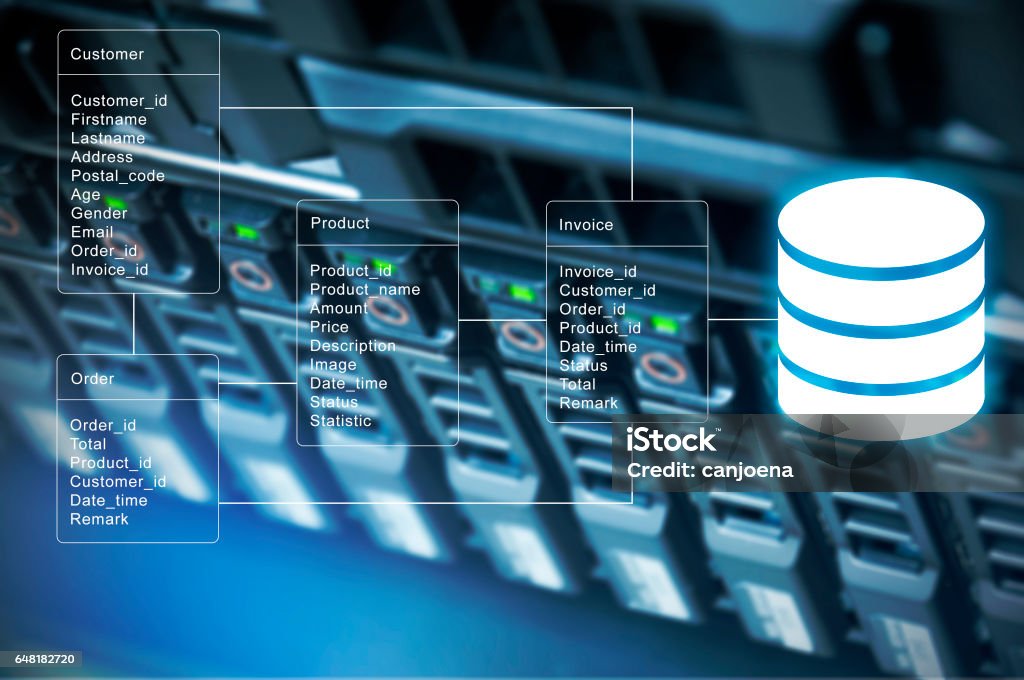 Customer
Customer_id
Firstname
Lastname
Address
Postal_code
Age
Gender
Email
Order_id
Invoice_id
Product
Product_id
Product_name
Amount
Price
Description
Image
Date_time
Status
Statistic
Invoice
Invoice_id
Customer_id
Order_id
Product_id
Date_time
Status
Total
Remark
Order
Order_id
Total
Product_id
Customer_id
Date_time
Remark
iStock™
Credit: canjoena
648182720